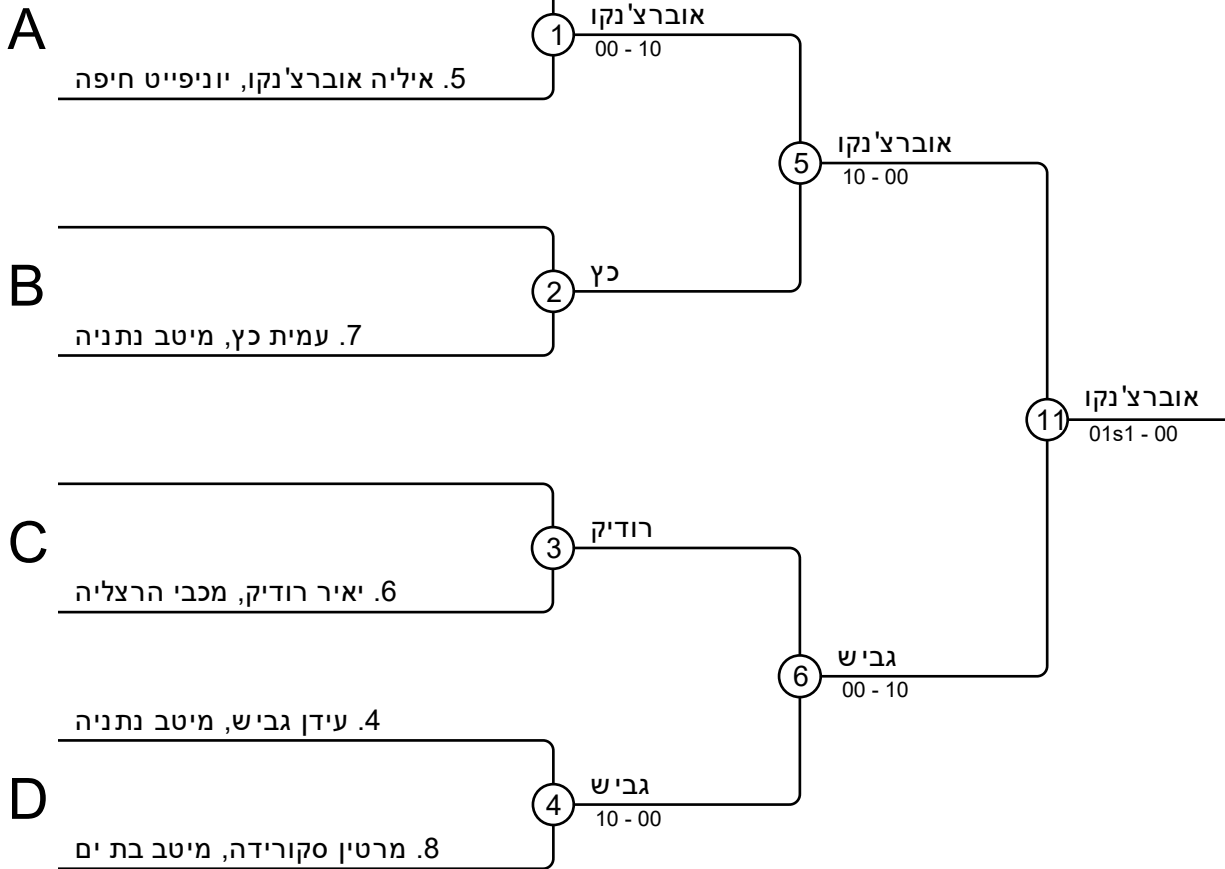 A
1
אוברצ'נקו
00 - 10
5. איליה אוברצ'נקו, יוניפייט חיפה
5
אוברצ'נקו
10 - 00
B
2
כץ
7. עמית כץ, מיטב נתניה
11
אוברצ'נקו
01s1 - 00
C
3
רודיק
6. יאיר רודיק, מכבי הרצליה
6
גביש
00 - 10
4. עידן גביש, מיטב נתניה
D
4
גביש
10 - 00
8. מרטין סקורידה, מיטב בת ים